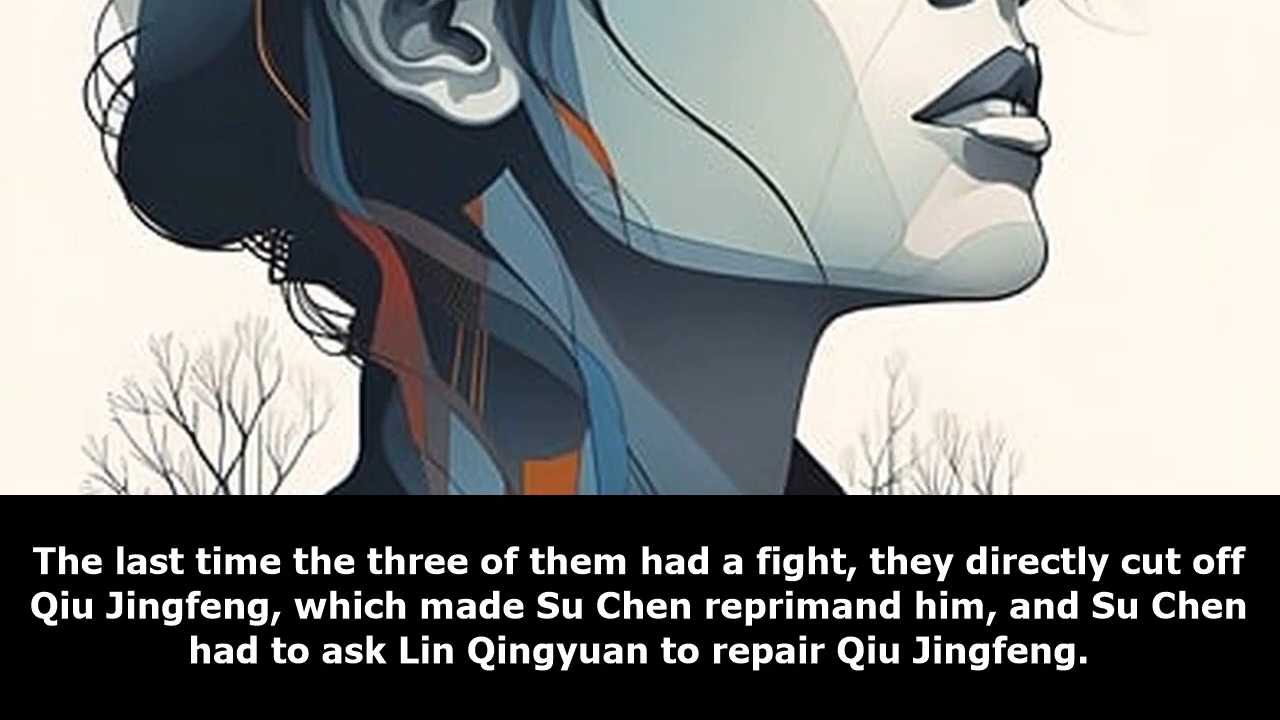 The last time the three of them had a fight, they directly cut off
Qiu Jingfeng, which made Su Chen reprimand him, and Su Chen
had to ask Lin Qingyuan to repair Qiu Jingfeng.